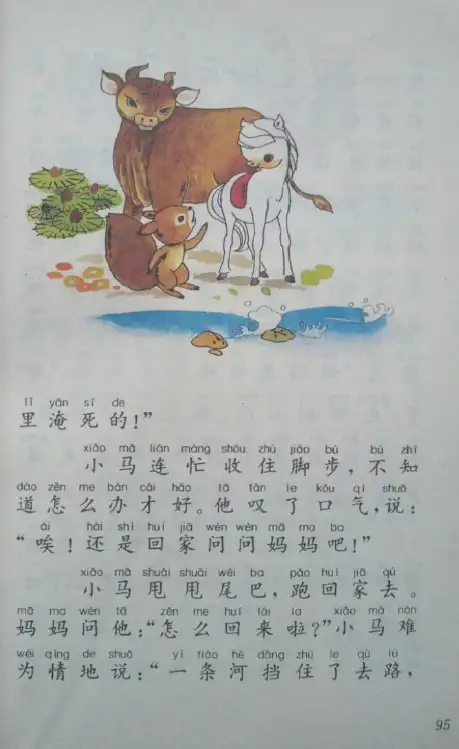 lǐ yān sǐ de
里淹死的！”
xiǎo mǎ lián máng shōu zhù jiǎo bù bù zhī
小马连忙收住脚步，不知
dào zěn me bàn cái hǎo tā tàn le kǒu qì shuō
道怎么办才好。他叹了口气，说：
ài hái shi huí jiā wèn wèn mā ma ba
“唉！还是回家问问妈妈吧！”
xiǎo mǎ shuǎi shuǎi wěi ba pǎo huí jiā qù
小马甩甩尾巴，跑回家去。
mā ma wèn tā zěn me huí lái la xiǎo mǎ nán
妈妈问他：“怎么回来啦？”小马难
wéi qíng de shuō yì tiáo hé dǎng zhù le qù lù
为情地说：“一条河挡住了去路，
95